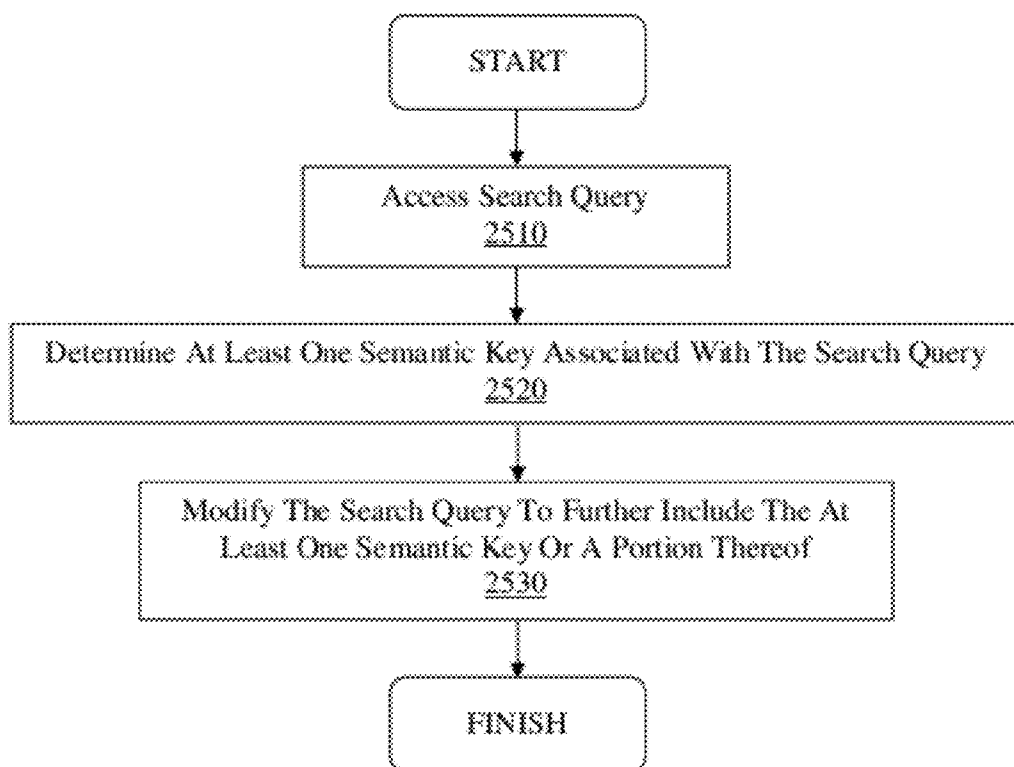 START
Access Search Query
2510
Determine At Least One Semantic Key Associated With The Search Query
2520
Modify The Search Query To Further Include The At
Least One Semantic Key Or A Portion Thereof
2530
FINISH